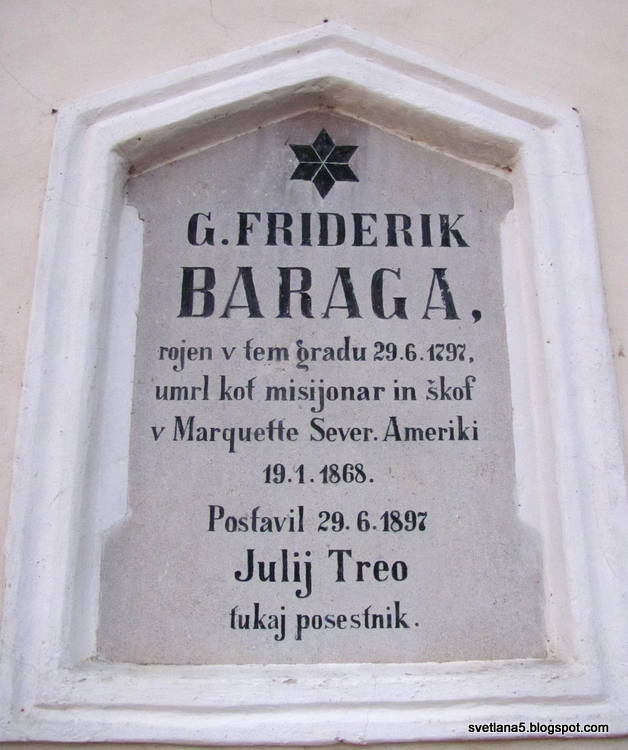 G. FRIDERIK
BARAGA,
rojen v tem gradu 29.6.1797,
umrl kot misijonar in škof
v Marquette Sever. Ameriki
19.1.1868.
Postavil 29.6.1897
Julij Treo
tukaj posestnik.
svetlana5.blogspot.com